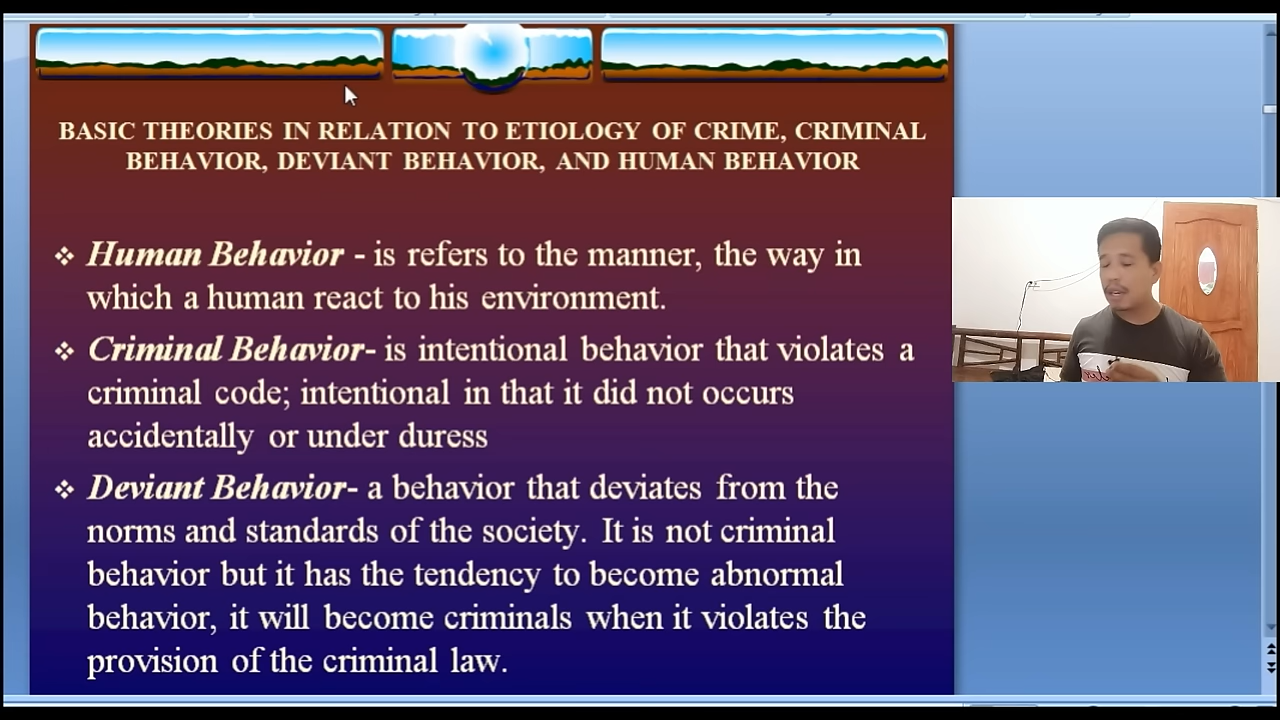 BASIC THEORIES IN RELATION TO ETIOLOGY OF CRIME, CRIMINAL
BEHAVIOR, DEVIANT BEHAVIOR, AND HUMAN BEHAVIOR
❖ Human Behavior - is refers to the manner, the way in
which a human react to his environment.
❖ Criminal Behavior- is intentional behavior that violates a
criminal code; intentional in that it did not occurs
accidentally or under duress
❖ Deviant Behavior- a behavior that deviates from the
norms and standards of the society. It is not criminal
behavior but it has the tendency to become abnormal
behavior, it will become criminals when it violates the
provision of the criminal law.